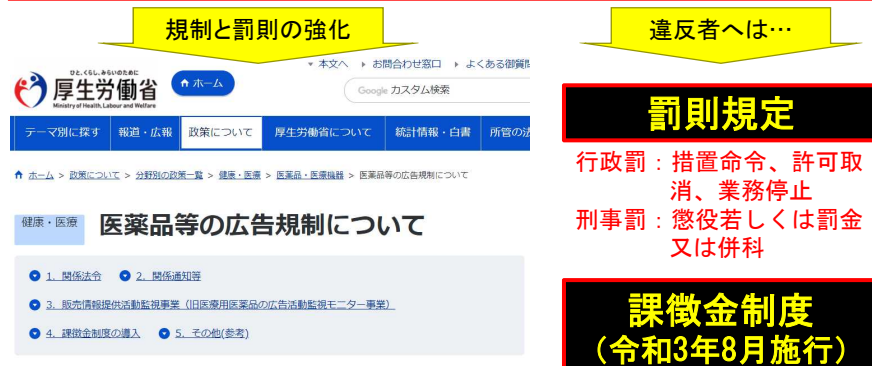 規制と罰則の強化
違反者へは…
本文へ お問合わせ窓口 よくある御質問
ひと、くらし、みらいのために
厚生労働省
Ministry of Health, Labour and Welfare
ホーム
Google カスタム検索
テーマ別に探す 報道・広報 政策について 厚生労働省について 統計情報・白書 所管の法
ホーム > 政策について > 分野別の政策一覧 > 健康・医療 > 医薬品・医療機器 > 医薬品等の広告規制について
健康・医療 医薬品等の広告規制について
1. 関係法令 2. 関係通知等
3. 販売情報提供活動監視事業(旧医療用医薬品の広告活動監視モニター事業)
4. 課徴金制度の導入 5. その他(参考)
罰則規定
行政罰：措置命令、許可取
消、業務停止
刑事罰：懲役若しくは罰金
又は併科
課徴金制度
（令和3年8月施行）